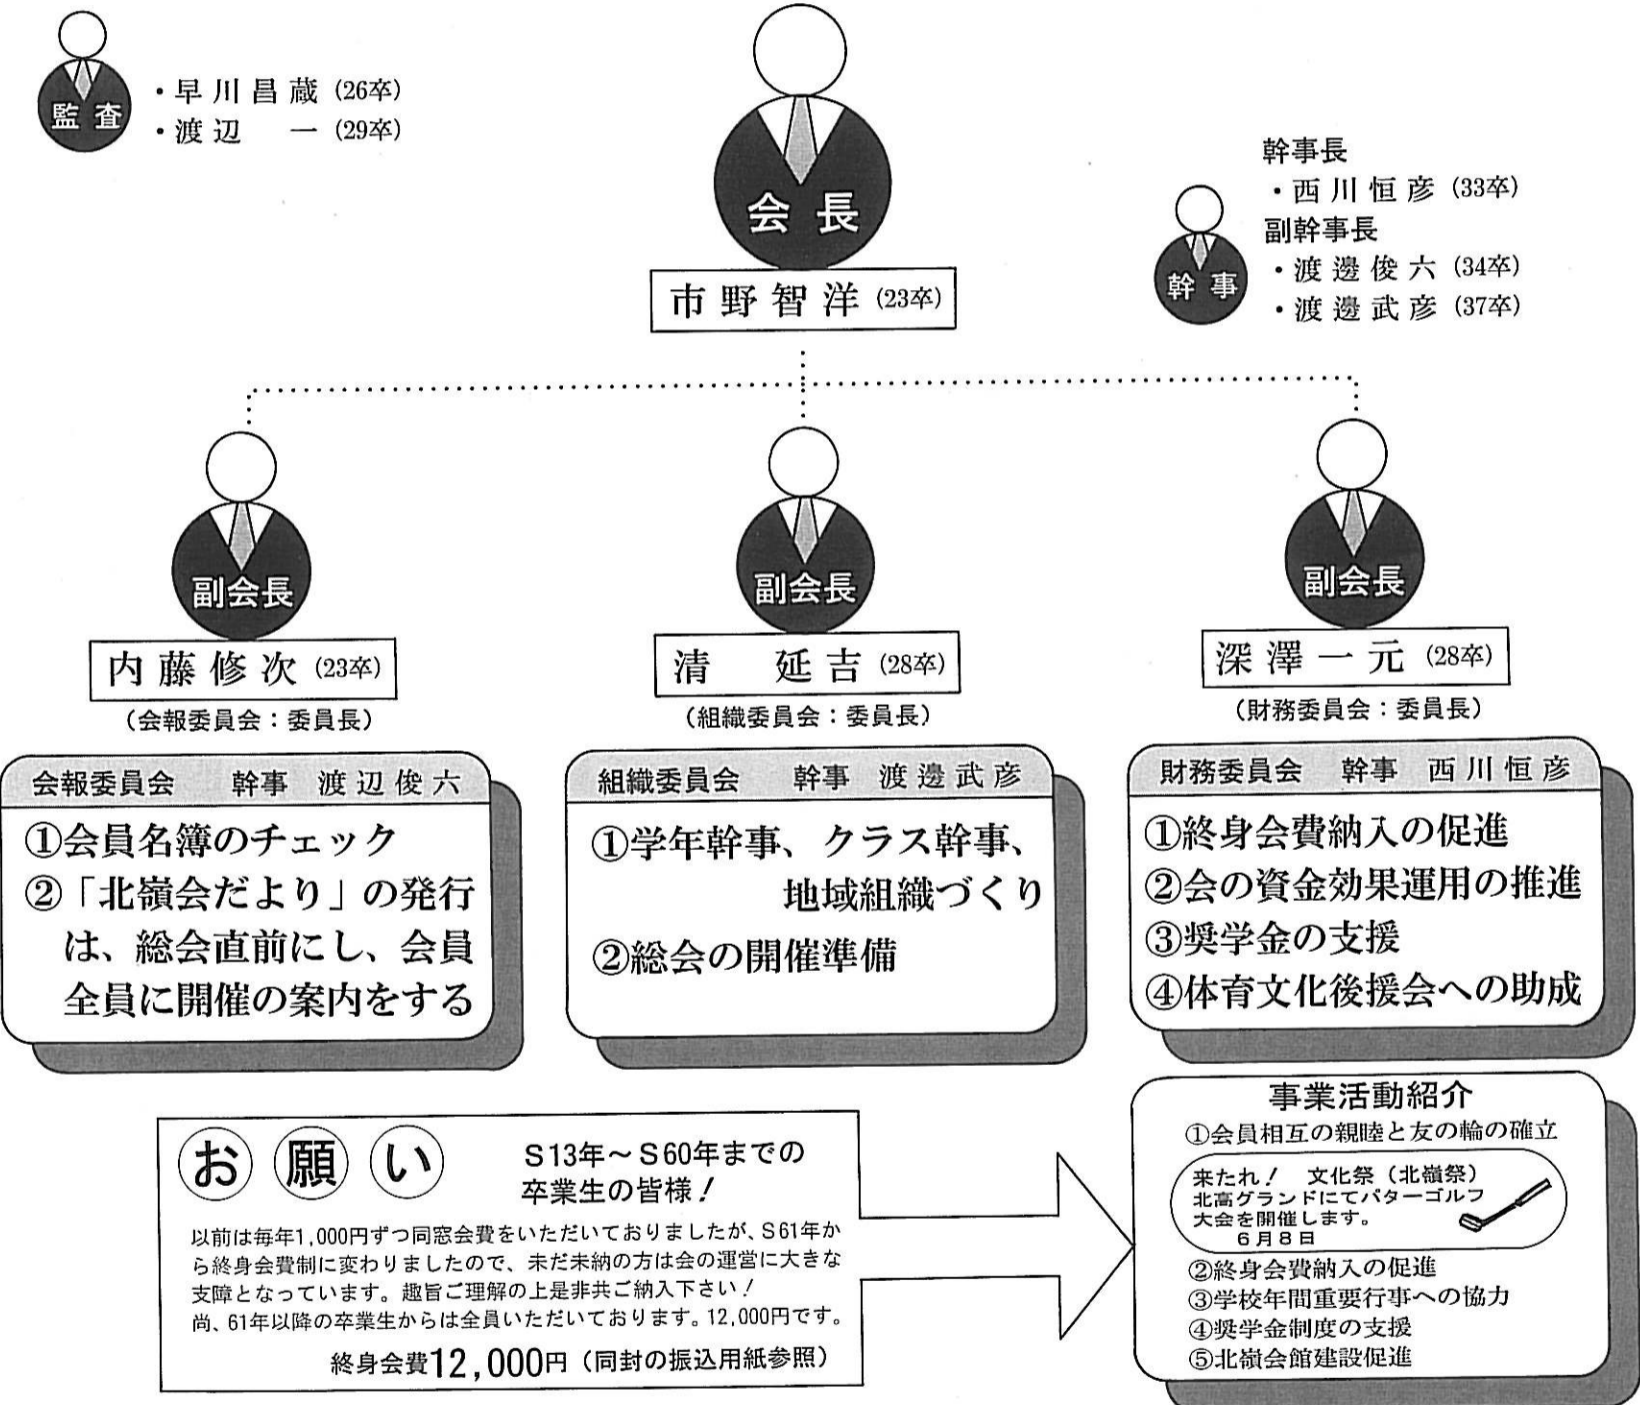 監査
・早川昌蔵(26卒)
・渡辺 一(29卒)
会長
市野智洋(23卒)
幹事
幹事長
・西川恒彦(33卒)
副幹事長
・渡邊俊六(34卒)
・渡邊武彦(37卒)
副会長
内藤修次(23卒)
(会報委員会:委員長)
副会長
清 延吉(28卒)
(組織委員会:委員長)
副会長
深澤一元(28卒)
(財務委員会:委員長)
会報委員会 幹事 渡辺俊六
①会員名簿のチェック
②「北嶺会だより」の発行
は、総会直前にし、会員
全員に開催の案内をする
組織委員会 幹事 渡邊武彦
①学年幹事、クラス幹事、
地域組織づくり
②総会の開催準備
財務委員会 幹事 西川恒彦
①終身会費納入の促進
②会の資金効果運用の推進
③奨学金の支援
④体育文化後援会への助成
お願い
S13年～S60年までの
卒業生の皆様!
以前は毎年1,000円ずつ同窓会費をいただいておりましたが、S61年か
ら終身会費制に変わりましたので、未だ未納の方は会の運営に大きな
支障となっています。趣旨ご理解の上是非共ご納入下さい!
尚、61年以降の卒業生からは全員いただいております。12,000円です。
終身会費12,000円(同封の振込用紙参照)
事業活動紹介
①会員相互の親睦と友の輪の確立
来たれ! 文化祭(北嶺祭)
北高グランドにてパターゴルフ
大会を開催します。
6月8日
②終身会費納入の促進
③学校年間重要行事への協力
④奨学金制度の支援
⑤北嶺会館建設促進